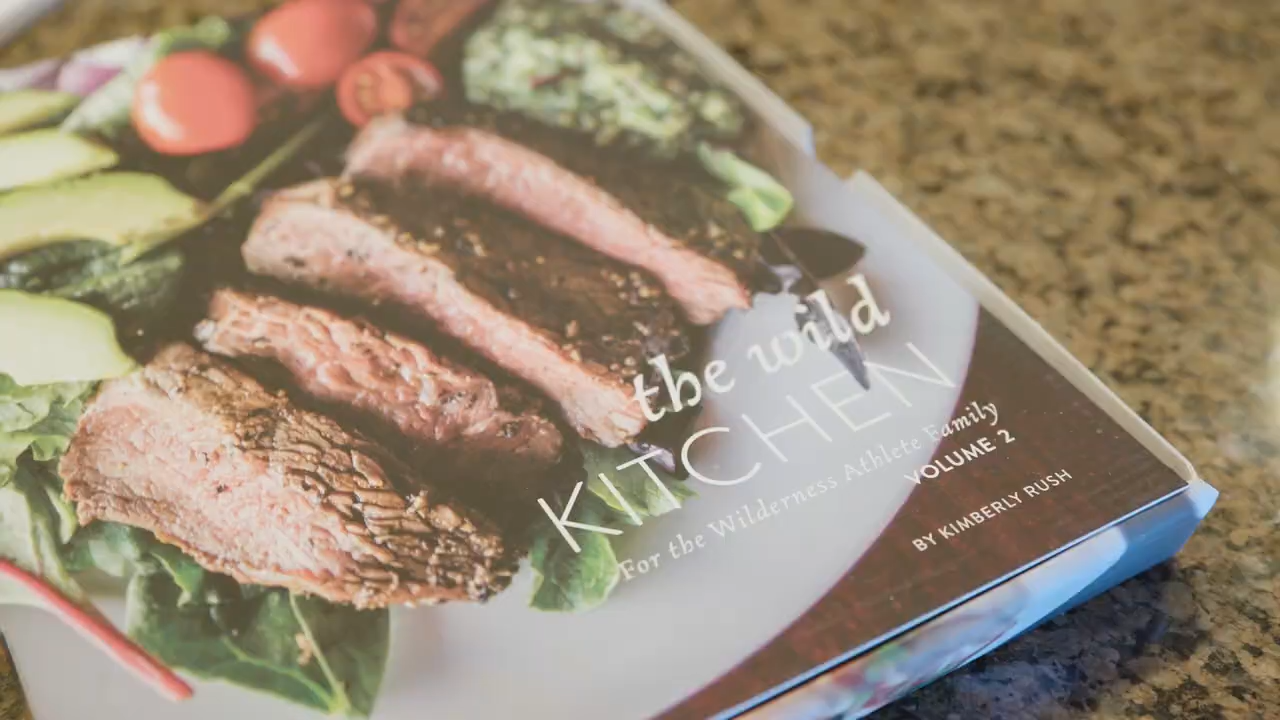 the wild
KITCHEN
For the Wilderness Athlete Family
VOLUME 2
BY KIMBERLY RUSH